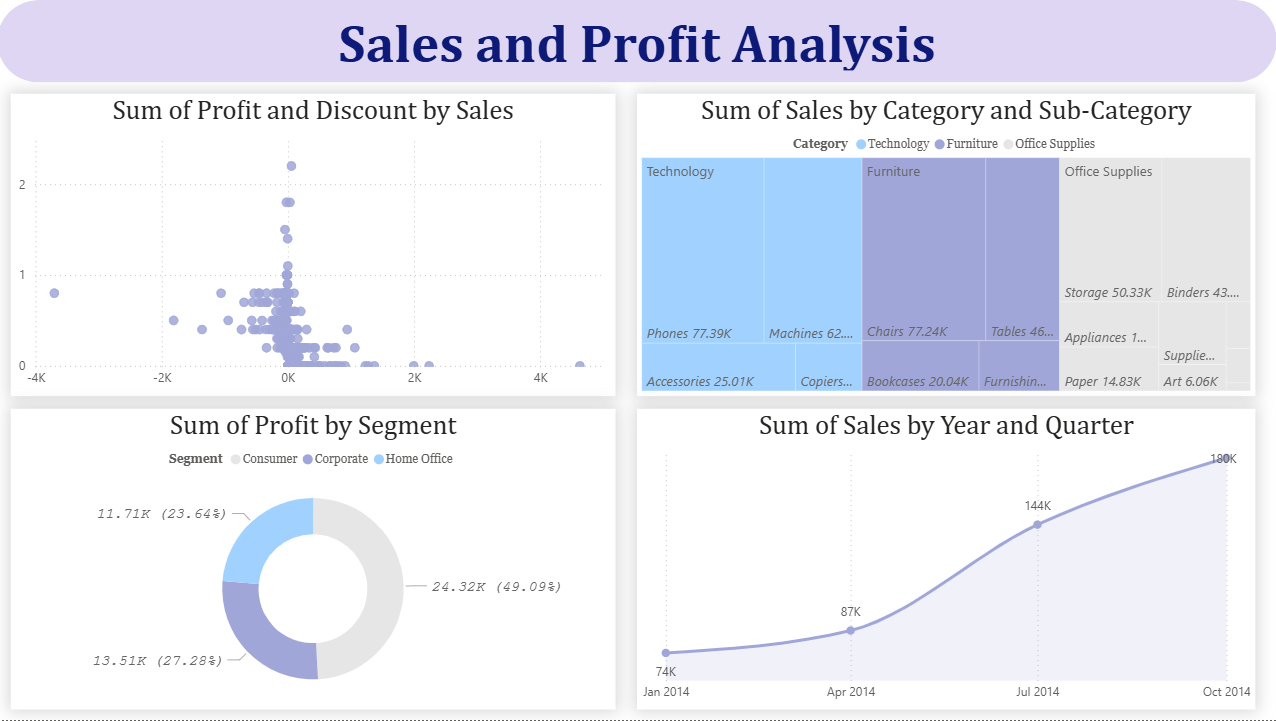 Sales and Profit Analysis
Sum of Profit and Discount by Sales
2
1
0
-4K -2K 0K 2K 4K
Sum of Sales by Category and Sub-Category
Category Technology Furniture Office Supplies
Technology Furniture Office Supplies
Storage 50.33K Binders 43....
Phones 77.39K Machines 62.... Chairs 77.24K Tables 46... Appliances 1...
Supplie...
Accessories 25.01K Copiers... Bookcases 20.04K Furnishin... Paper 14.83K Art 6.06K
Sum of Profit by Segment
Segment Consumer Corporate Home Office
11.71K (23.64%)
24.32K (49.09%)
13.51K (27.28%)
Sum of Sales by Year and Quarter
180K
144K
87K
74K
Jan 2014 Apr 2014 Jul 2014 Oct 2014